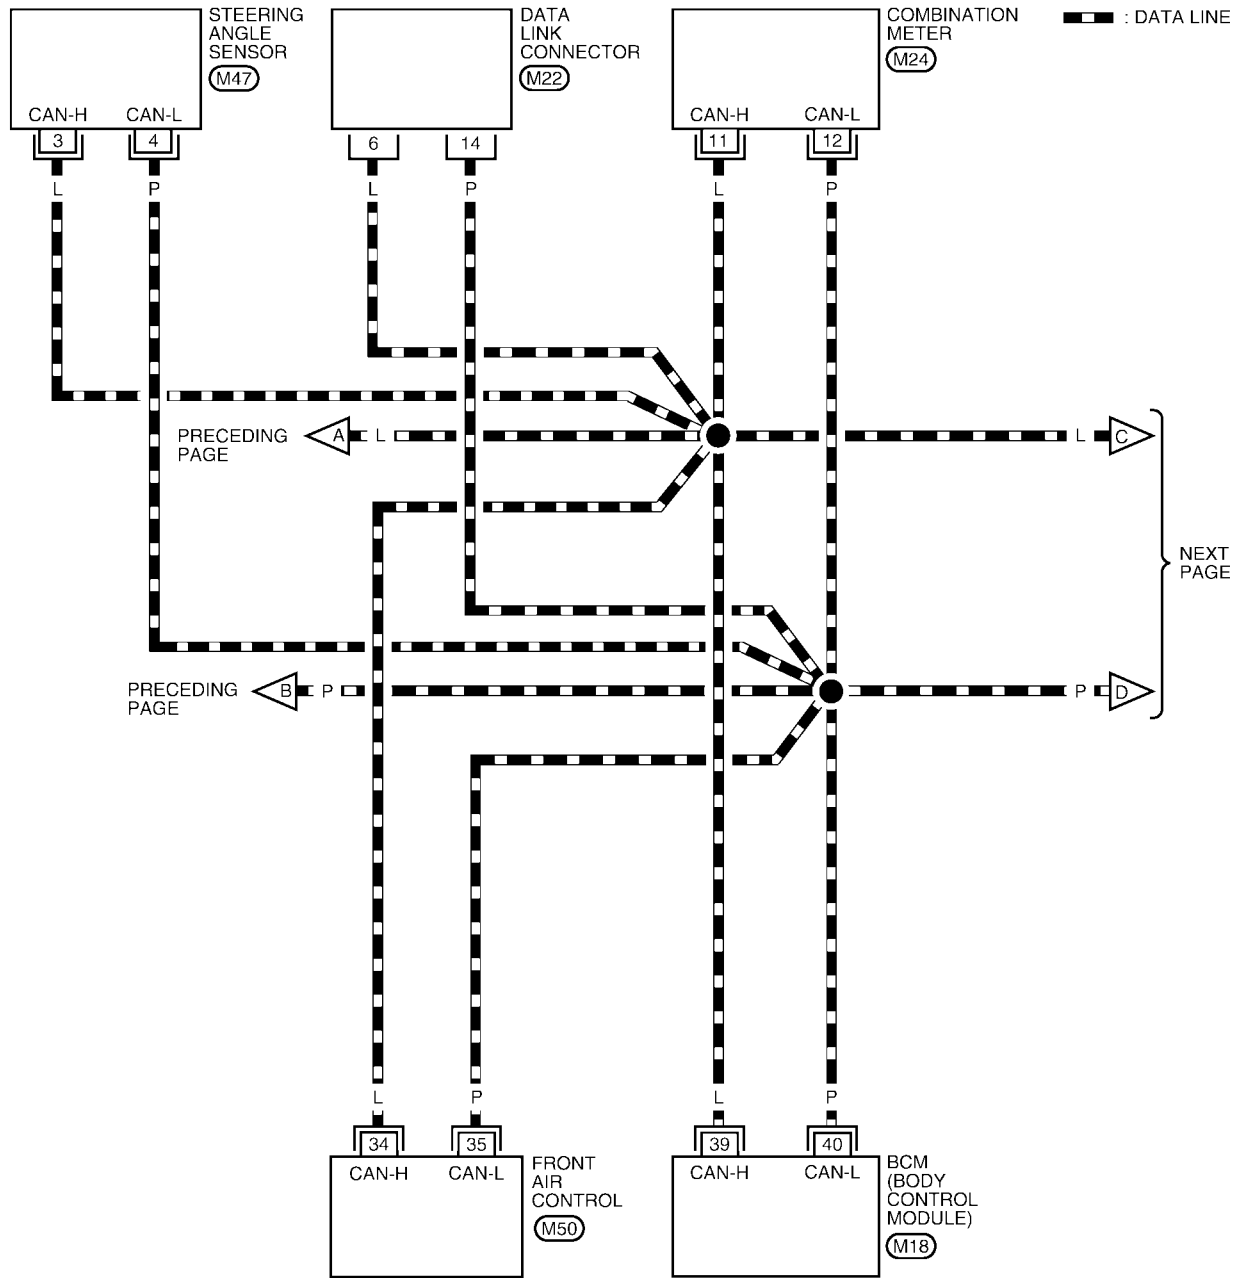 STEERING
ANGLE
SENSOR
M47
DATA
LINK
CONNECTOR
M22
COMBINATION
METER
M24
: DATA LINE
CAN-H
CAN-L
CAN-H
CAN-L
3
4
6
14
11
12
L
P
L
P
L
P
PRECEDING
PAGE
A
L
L
C
NEXT
PAGE
PRECEDING
PAGE
B
P
P
D
L
P
L
P
34
35
39
40
CAN-H
CAN-L
CAN-H
CAN-L
FRONT
AIR
CONTROL
M50
BCM
(BODY
CONTROL
MODULE)
M18